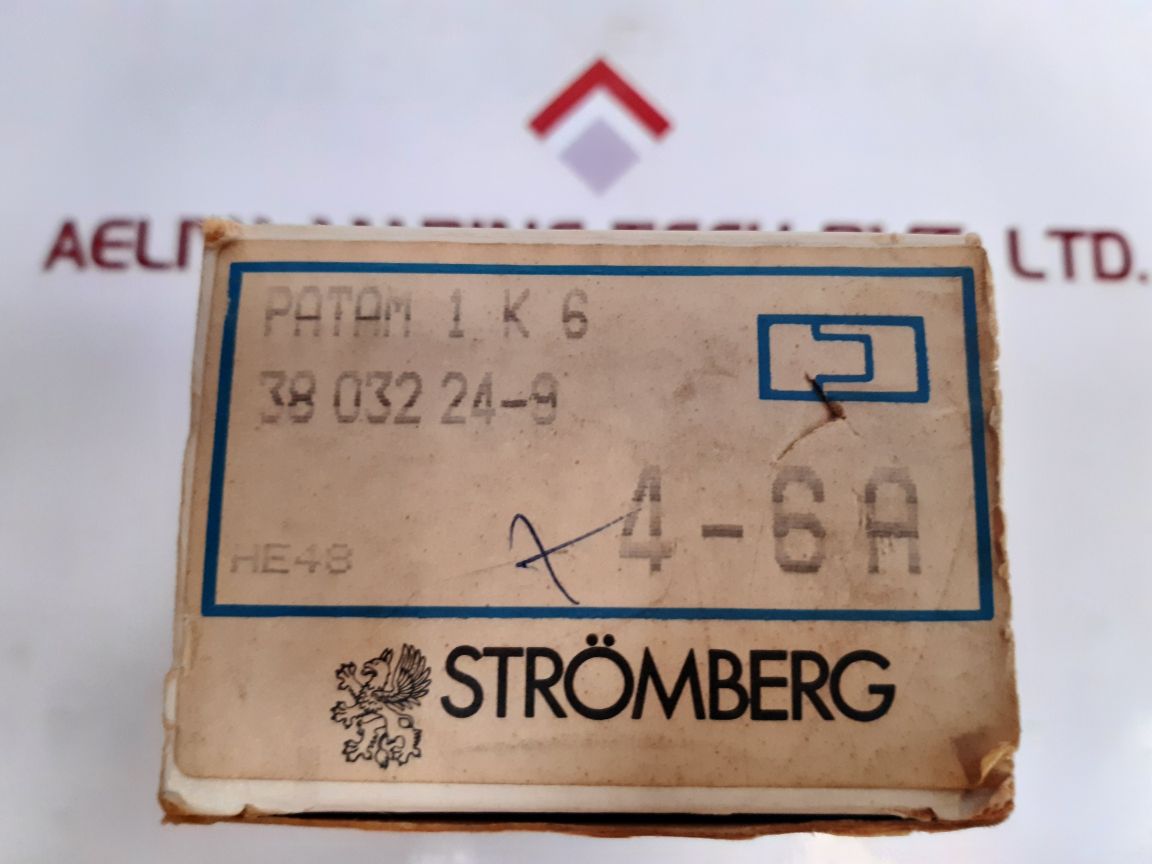 LTD.
PATAM 1 K 6
38 032 24-9
4-6A
HE48
STRÖMBERG